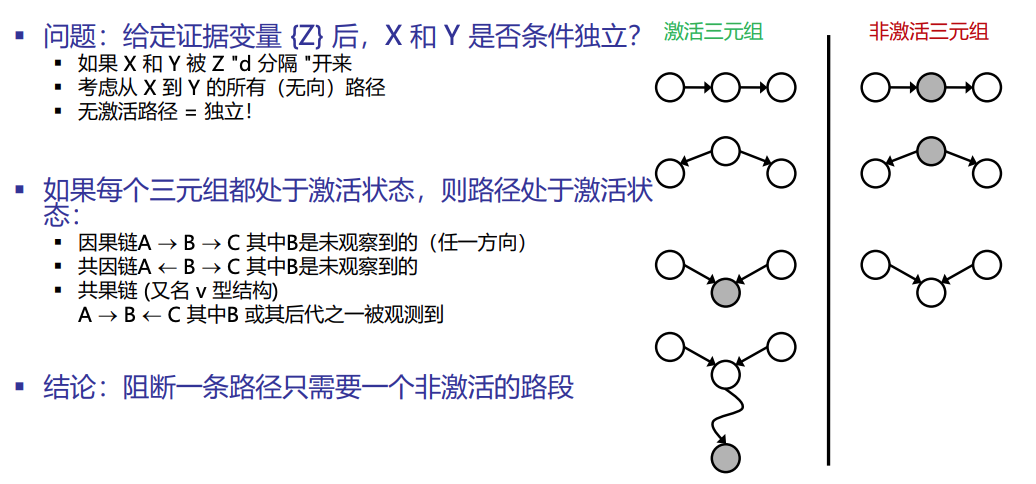 ▪ 问题：给定证据变量 {Z} 后，X 和 Y 是否条件独立？
▪ 如果 X 和 Y 被 Z "d 分隔 "开来
▪ 考虑从 X 到 Y 的所有（无向）路径
▪ 无激活路径 = 独立！
▪ 如果每个三元组都处于激活状态，则路径处于激活状
态：
▪ 因果链A → B → C 其中B是未观察到的（任一方向）
▪ 共因链A ← B → C 其中B是未观察到的
▪ 共果链 (又名 v 型结构)
A → B ← C 其中B 或其后代之一被观测到
▪ 结论：阻断一条路径只需要一个非激活的路段
激活三元组
非激活三元组